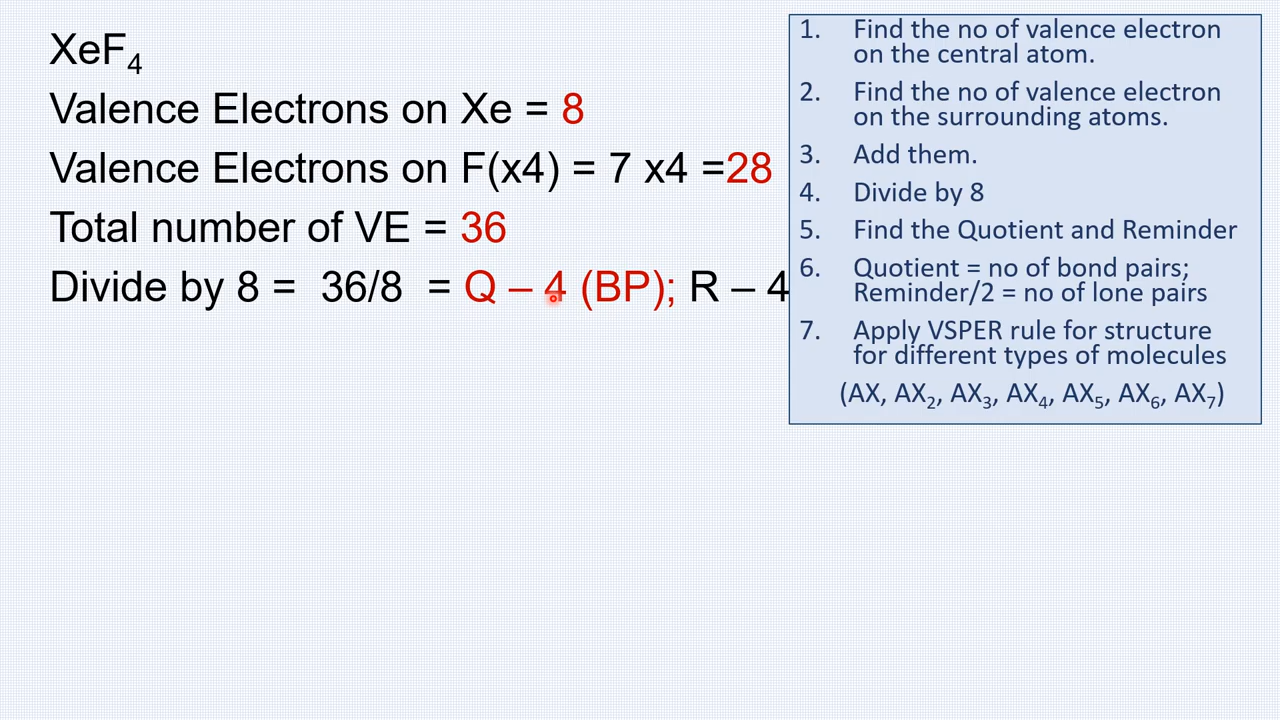 XeF₄
Valence Electrons on Xe = 8
Valence Electrons on F(x4) = 7 x4 =28
Total number of VE = 36
Divide by 8 = 36/8 = Q – 4 (BP); R – 4
1. Find the no of valence electron
on the central atom.
2. Find the no of valence electron
on the surrounding atoms.
3. Add them.
4. Divide by 8
5. Find the Quotient and Reminder
6. Quotient = no of bond pairs;
Reminder/2 = no of lone pairs
7. Apply VSPER rule for structure
for different types of molecules
(AX, AX₂, AX₃, AX₄, AX₅, AX₆, AX₇)